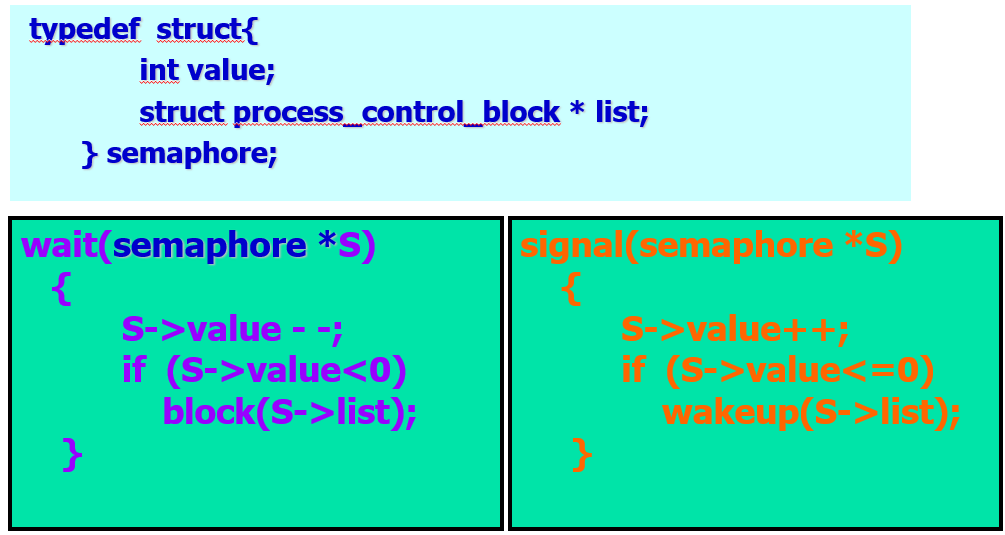 typedef struct{
int value;
struct process_control_block * list;
} semaphore;
wait(semaphore *S)
{
S->value - -;
if (S->value<0)
block(S->list);
}
signal(semaphore *S)
{
S->value++;
if (S->value<=0)
wakeup(S->list);
}